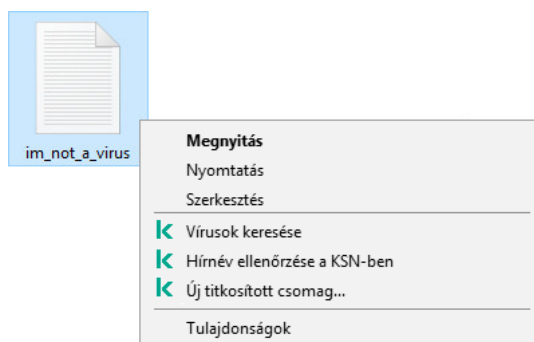 im_not_a_virus
Megnyitás
Nyomtatás
Szerkesztés
Vírusok keresése
Hírnév ellenőrzése a KSN-ben
Új titkosított csomag...
Tulajdonságok